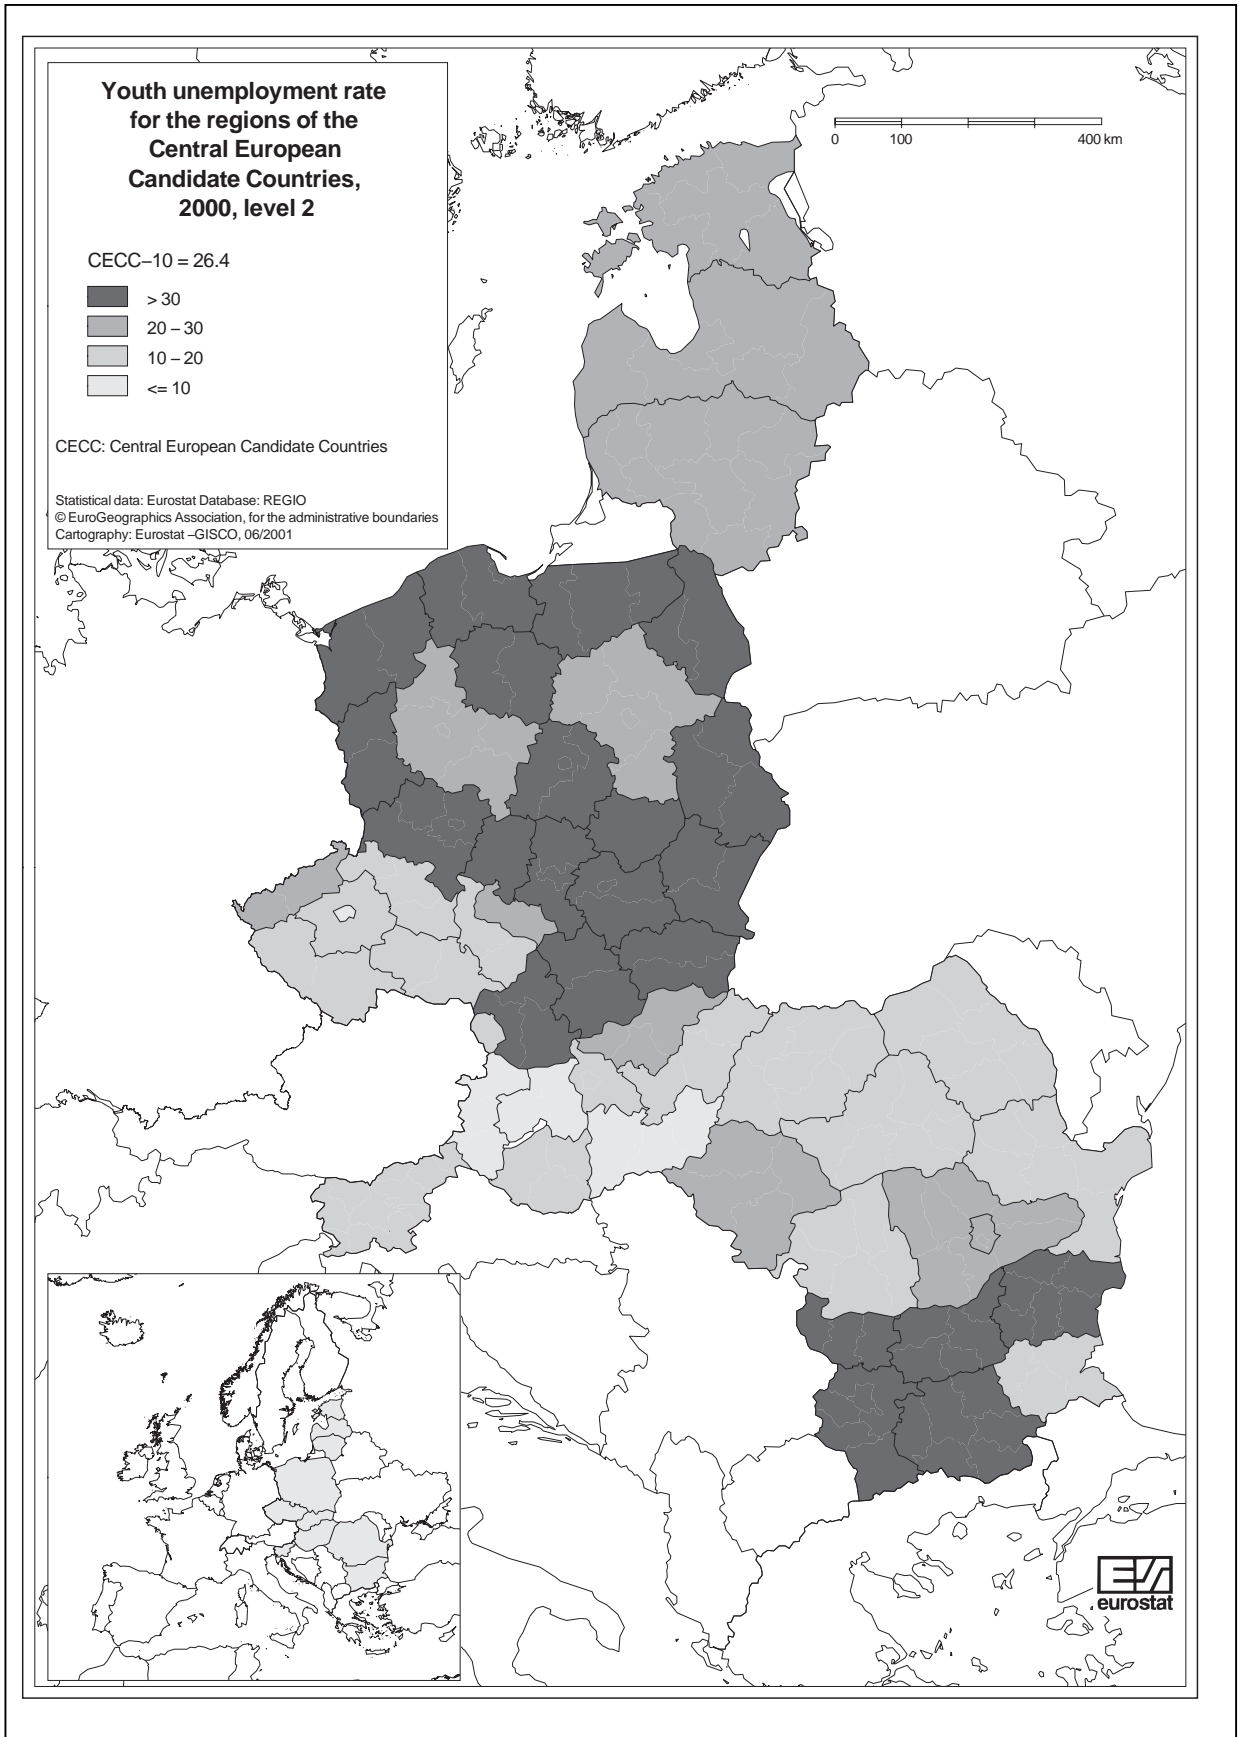 Youth unemployment rate
for the regions of the
Central European
Candidate Countries,
2000, level 2
CECC–10 = 26.4
> 30
20 – 30
10 – 20
<= 10
CECC: Central European Candidate Countries
Statistical data: Eurostat Database: REGIO
© EuroGeographics Association, for the administrative boundaries
Cartography: Eurostat –GISCO, 06/2001
0 100 400 km
eurostat